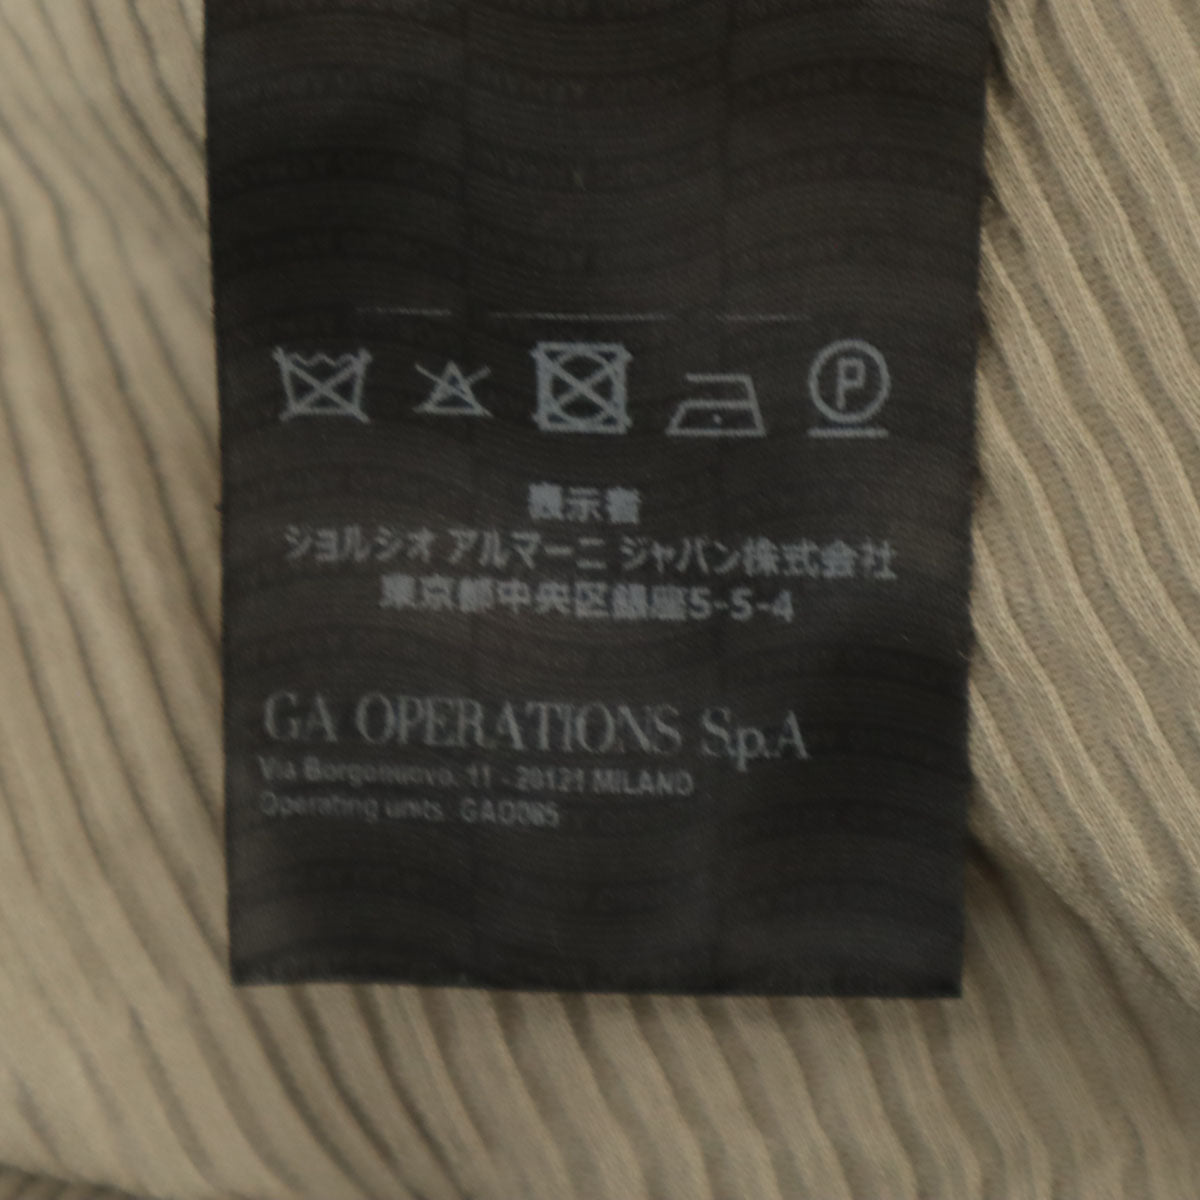 P
表示者
ジョルジオ アルマーニ ジャパン株式会社
東京都中央区銀座5-5-4
GA OPERATIONS S.p.A
Via Borgonuovo, 11 - 20121 MILANO
Operating units: GAO085